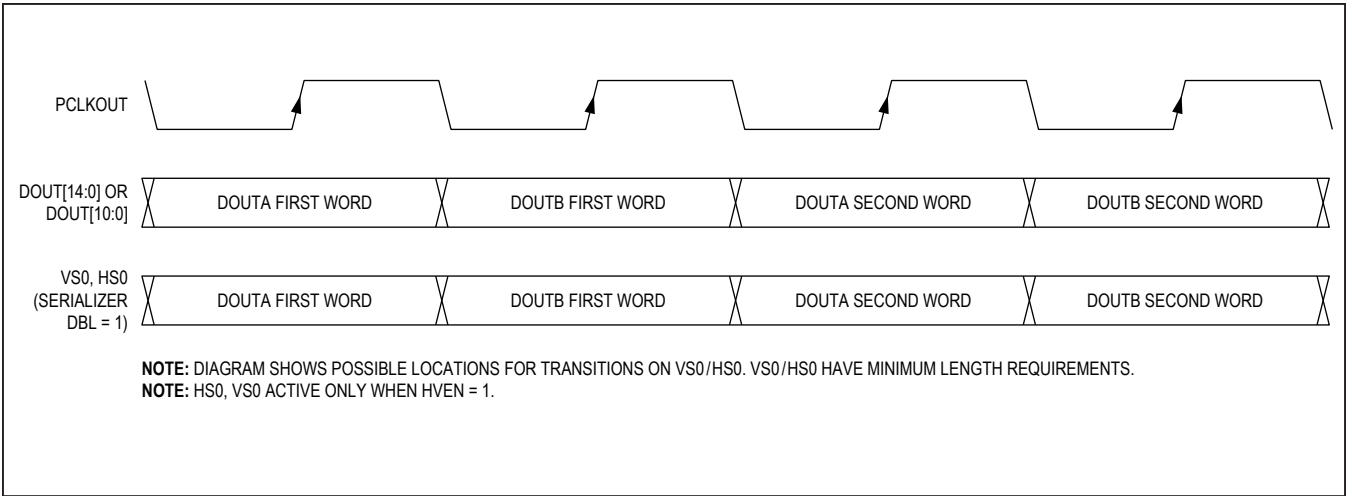 PCLKOUT
DOUT[14:0] OR
DOUT[10:0]
DOUTA FIRST WORD
DOUTB FIRST WORD
DOUTA SECOND WORD
DOUTB SECOND WORD
VS0, HS0
(SERIALIZER
DBL = 1)
DOUTA FIRST WORD
DOUTB FIRST WORD
DOUTA SECOND WORD
DOUTB SECOND WORD
NOTE: DIAGRAM SHOWS POSSIBLE LOCATIONS FOR TRANSITIONS ON VS0/HS0. VS0/HS0 HAVE MINIMUM LENGTH REQUIREMENTS.
NOTE: HS0, VS0 ACTIVE ONLY WHEN HVEN = 1.